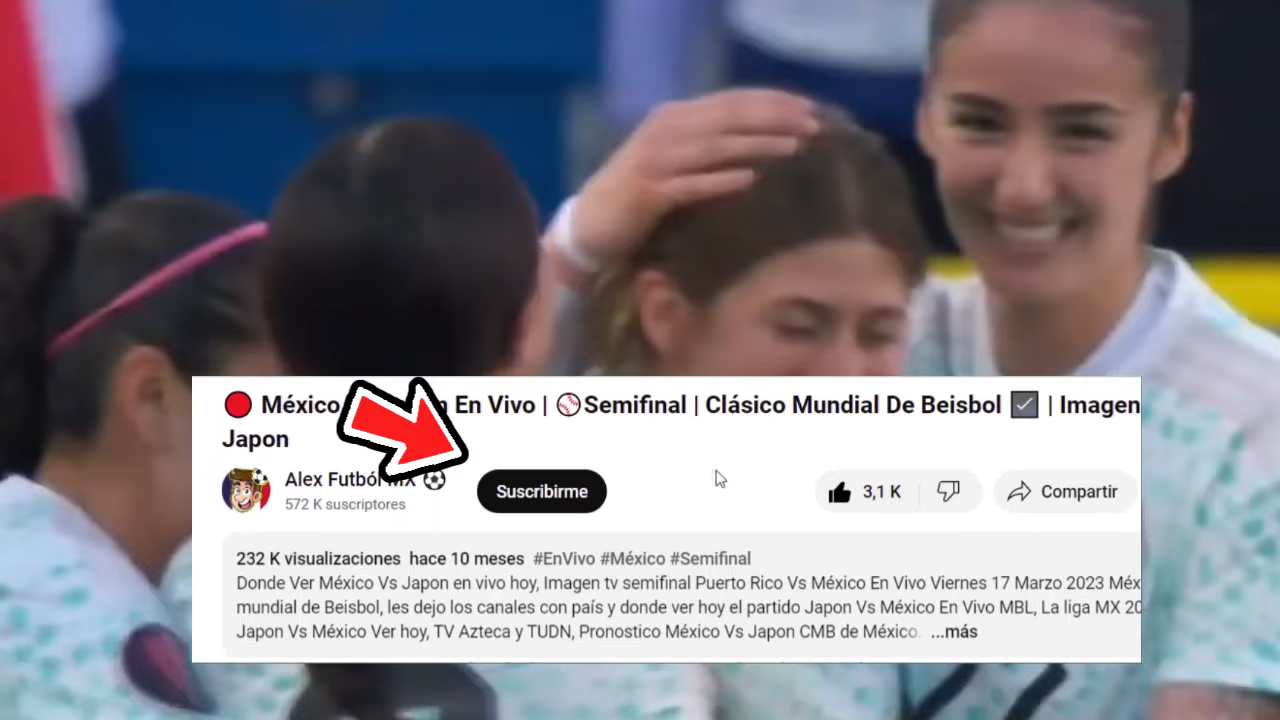 México n En Vivo | Semifinal | Clásico Mundial De Beisbol | Imagen
Japon
Alex Futból MX
572 K suscriptores
Suscribirme
3,1 K
Compartir
232 K visualizaciones hace 10 meses #EnVivo #México #Semifinal
Donde Ver México Vs Japon en vivo hoy, Imagen tv semifinal Puerto Rico Vs México En Vivo Viernes 17 Marzo 2023 Méx
mundial de Beisbol, les dejo los canales con país y donde ver hoy el partido Japon Vs México En Vivo MBL, La liga MX 20
Japon Vs México Ver hoy, TV Azteca y TUDN, Pronostico México Vs Japon CMB de México. ...más